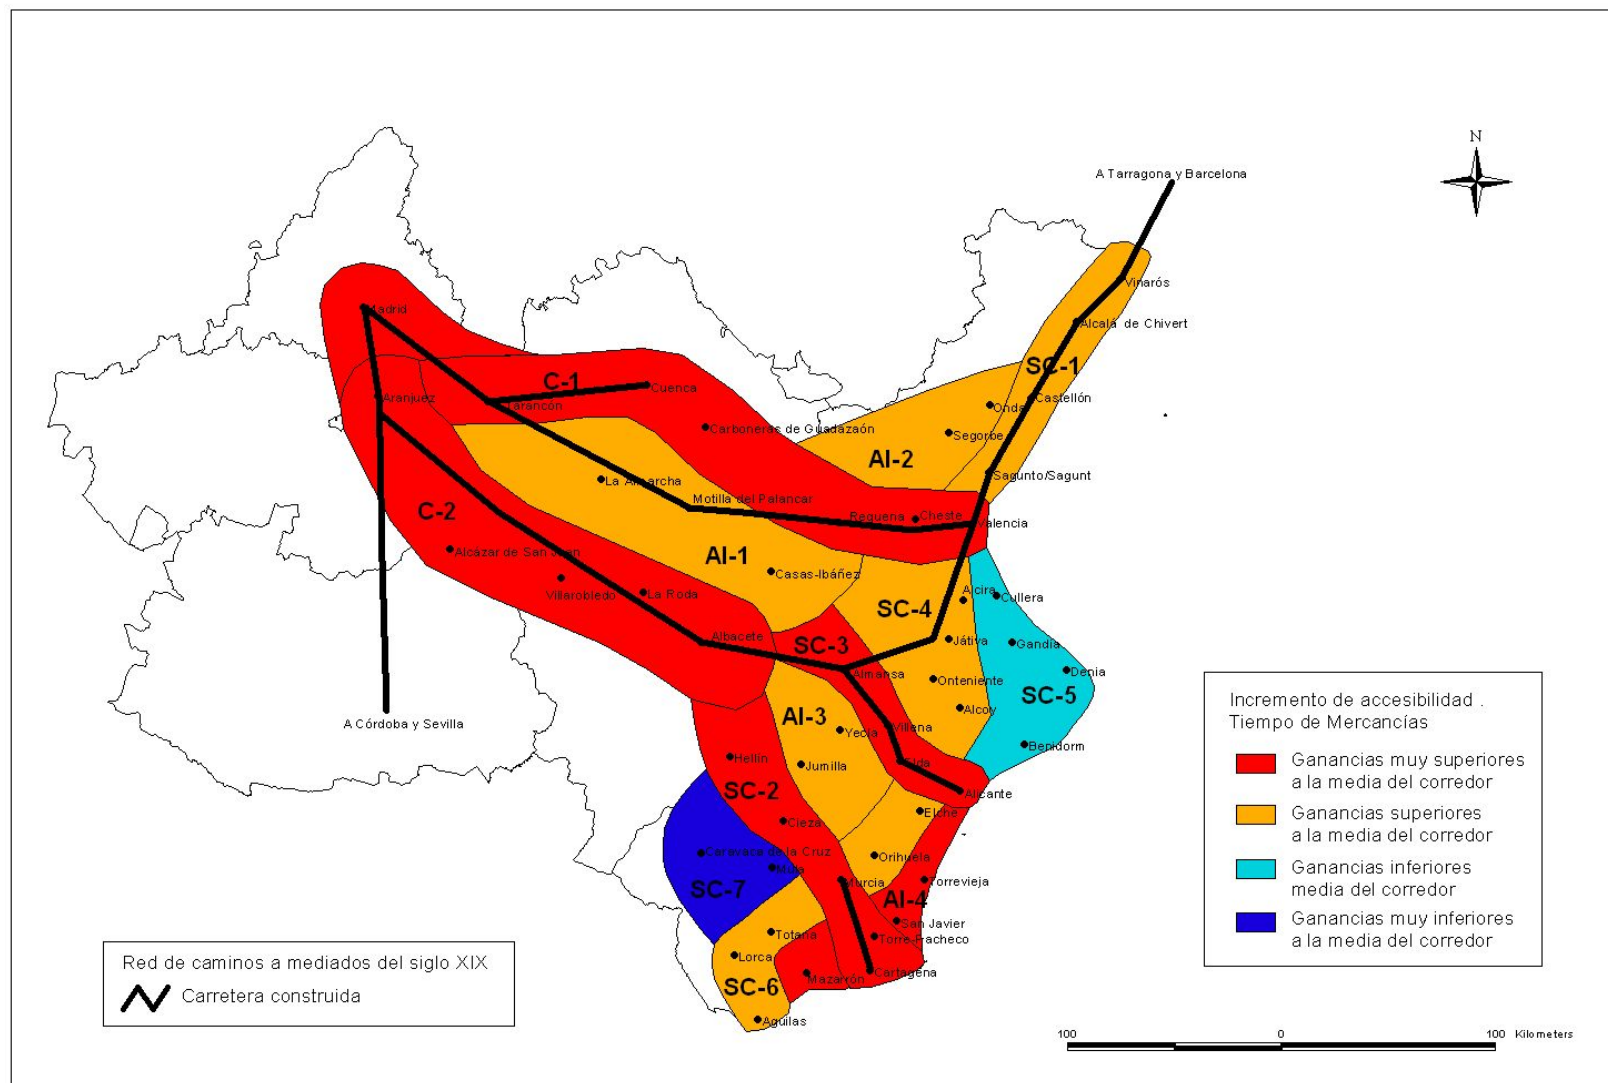 N
A Tarragona y Barcelona
Vinarós
Madrid
Alcalá de Chivert
SC-1
C-1
Cuenca
Aranjuez
Tarancón
Castellón
Onda
Carboneras de Guadazaón
Segorbe
AI-2
Sagunto/Sagunt
La Almarcha
Motilla del Palancar
C-2
Requena
Cheste
Valencia
Alcázar de San Juan
AI-1
Casas-Ibáñez
Villarobledo
La Roda
Alcira
Cullera
SC-4
Albacete
SC-3
Játiva
Gandía
Almansa
Onteniente
Denia
SC-5
A Córdoba y Sevilla
AI-3
Alcoy
Yecla
Villena
Benidorm
Hellín
Jumilla
Elda
SC-2
Alicante
Cieza
Elche
Caravaca de la Cruz
Orihuela
Mula
SC-7
Murcia
Torrevieja
AI-4
San Javier
Totana
Torre-Pacheco
Lorca
Mazarrón
Cartagena
SC-6
Aguilas
Incremento de accesibilidad .
Tiempo de Mercancías
Ganancias muy superiores
a la media del corredor
Ganancias superiores
a la media del corredor
Ganancias inferiores
media del corredor
Ganancias muy inferiores
a la media del corredor
Red de caminos a mediados del siglo XIX
Carretera construida
100 0 100 Kilometers